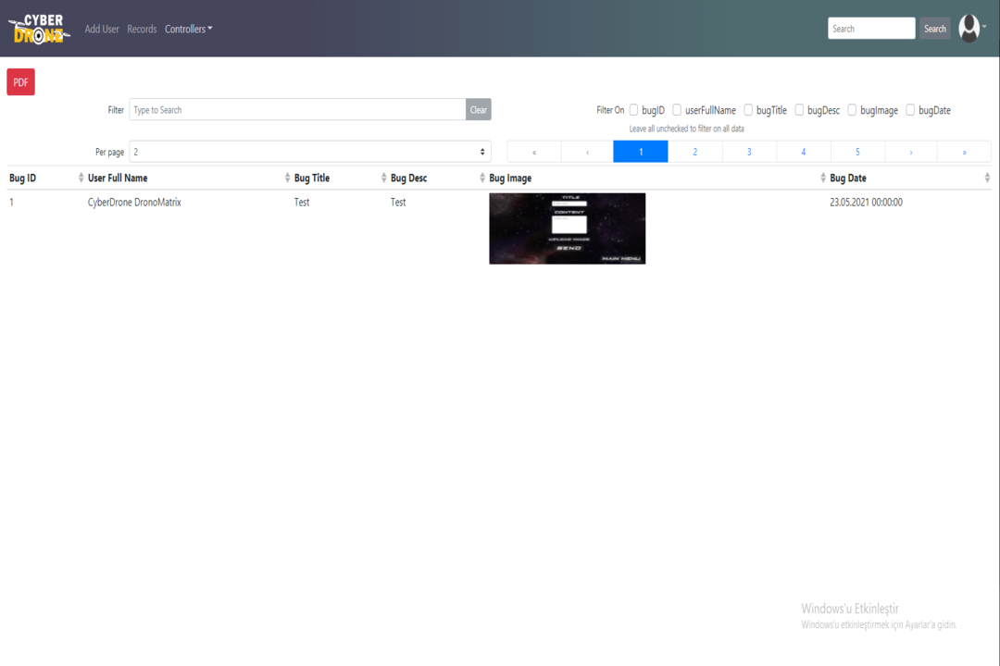 CYBER
DRONE
Add User Records Controllers
Search Search
PDF
Filter Type to Search Clear
Filter On bugID userFullName bugTitle bugDesc bugImage bugDate
Leave all unchecked to filter on all data
Per page 2
« ‹ 1 2 3 4 5 › »
Bug ID User Full Name Bug Title Bug Desc Bug Image Bug Date
1 CyberDrone DronoMatrix Test Test 23.05.2021 00:00:00
TITLE
CONTENT
UPLOAD IMAGE
SEND
MAIN MENU
Windows'u Etkinleştir
Windows'u etkinleştirmek için Ayarlar'a gidin.